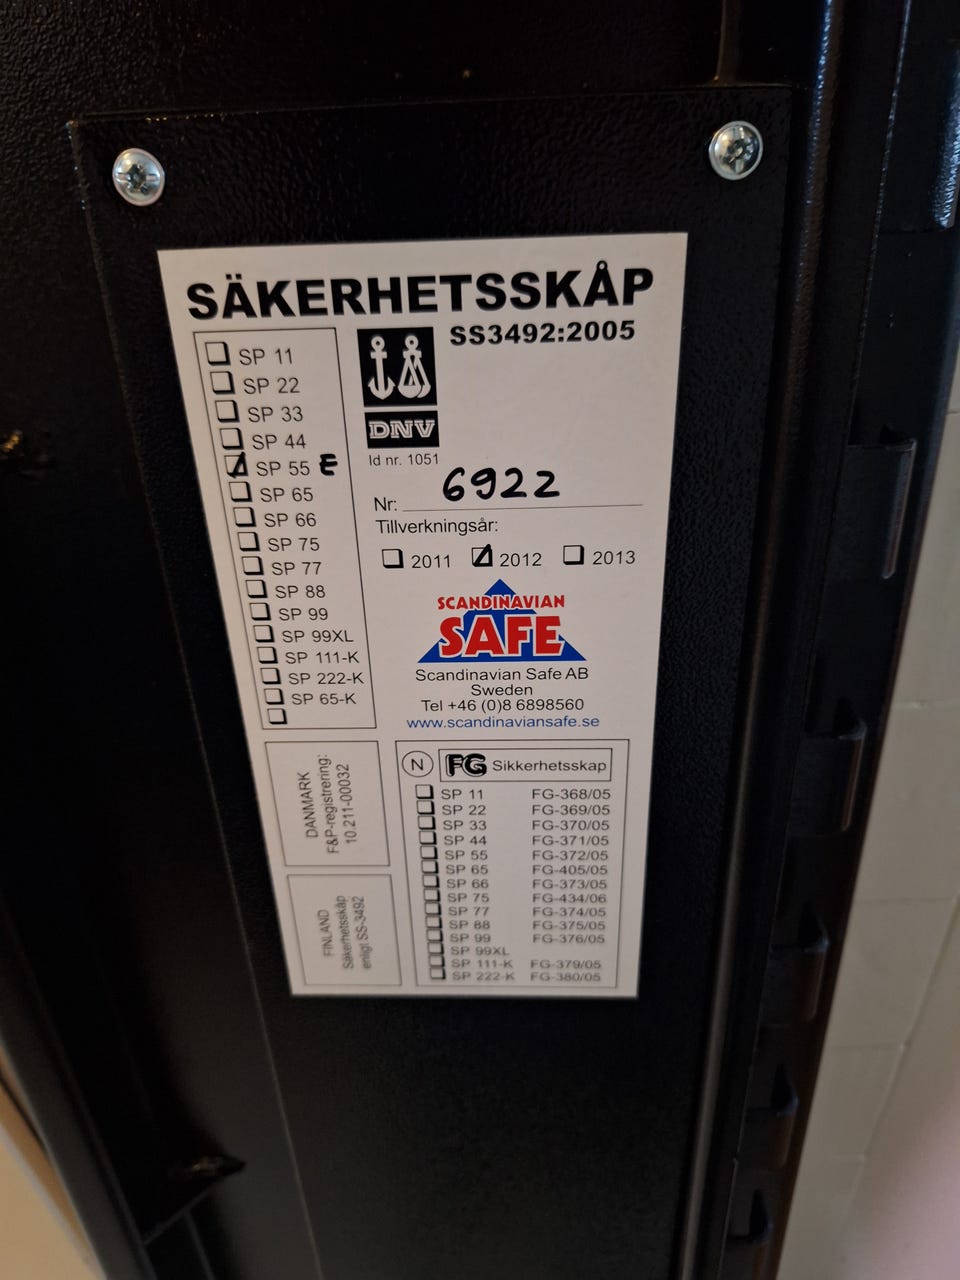 SÄKERHETSSKÅP
SS3492:2005
SP 11
SP 22
SP 33
SP 44
SP 55 E
SP 65
SP 66
SP 75
SP 77
SP 88
SP 99
SP 99XL
SP 111-K
SP 222-K
SP 65-K
DNV
Id nr. 1051
Nr: 6922
Tillverkningsår:
2011 2012 2013
SCANDINAVIAN
SAFE
Scandinavian Safe AB
Sweden
Tel +46 (0)8 6898560
www.scandinaviansafe.se
DANMARK
F&P-registrering:
10.211-00032
FINLAND
Säkerhetsskåp
enligt SS-3492
N FG Sikkerhetsskap
SP 11 FG-368/05
SP 22 FG-369/05
SP 33 FG-370/05
SP 44 FG-371/05
SP 55 FG-372/05
SP 65 FG-405/05
SP 66 FG-373/05
SP 75 FG-434/06
SP 77 FG-374/05
SP 88 FG-375/05
SP 99 FG-376/05
SP 99XL
SP 111-K FG-379/05
SP 222-K FG-380/05